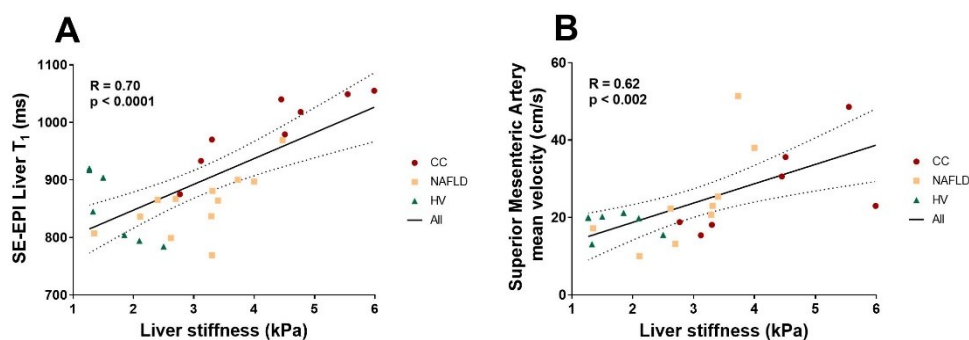 A
R = 0.70
p < 0.0001
SE-EPI Liver T1 (ms)
1100
1000
900
800
700
1
2
3
4
5
6
Liver stiffness (kPa)
CC
NAFLD
HV
All
B
R = 0.62
p < 0.002
Superior Mesenteric Artery
mean velocity (cm/s)
60
40
20
0
1
2
3
4
5
6
Liver stiffness (kPa)
CC
NAFLD
HV
All